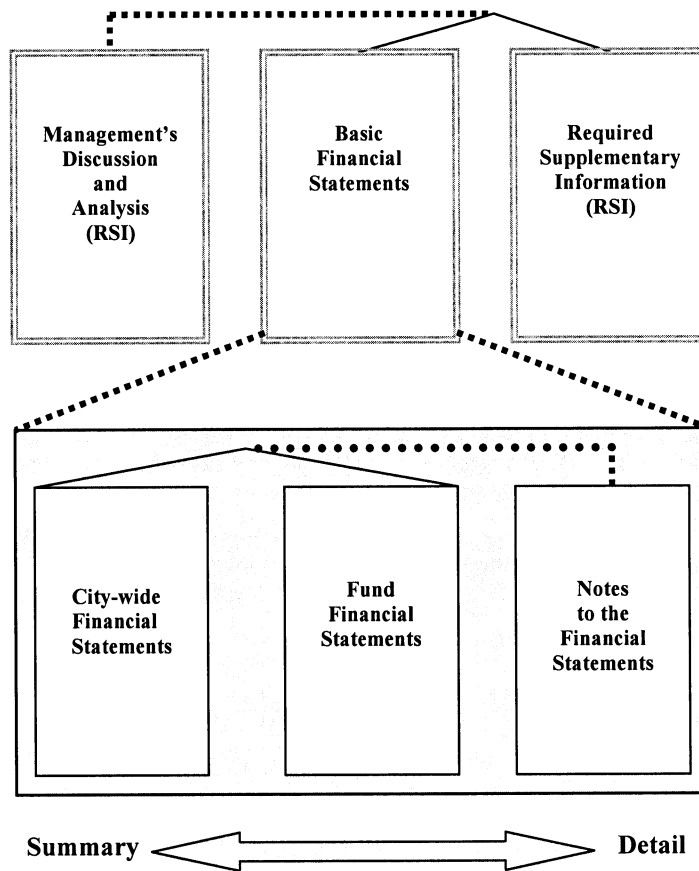 Management's
Discussion
and
Analysis
(RSI)
Basic
Financial
Statements
Required
Supplementary
Information
(RSI)
City-wide
Financial
Statements
Fund
Financial
Statements
Notes
to the
Financial
Statements
Summary
Detail